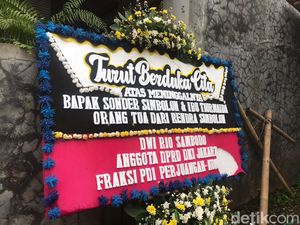 Turut Berduka Cita
ATAS MENINGGALNYA
BAPAK SONDER SIMBOLON & IBU THURMAIDA
ORANG TUA DARI RENDRA SIMBOLON
DWI RIO SAMBODO
ANGGOTA DPRD DKI JAKARTA
FRAKSI PDI PERJUANGAN
detikcom